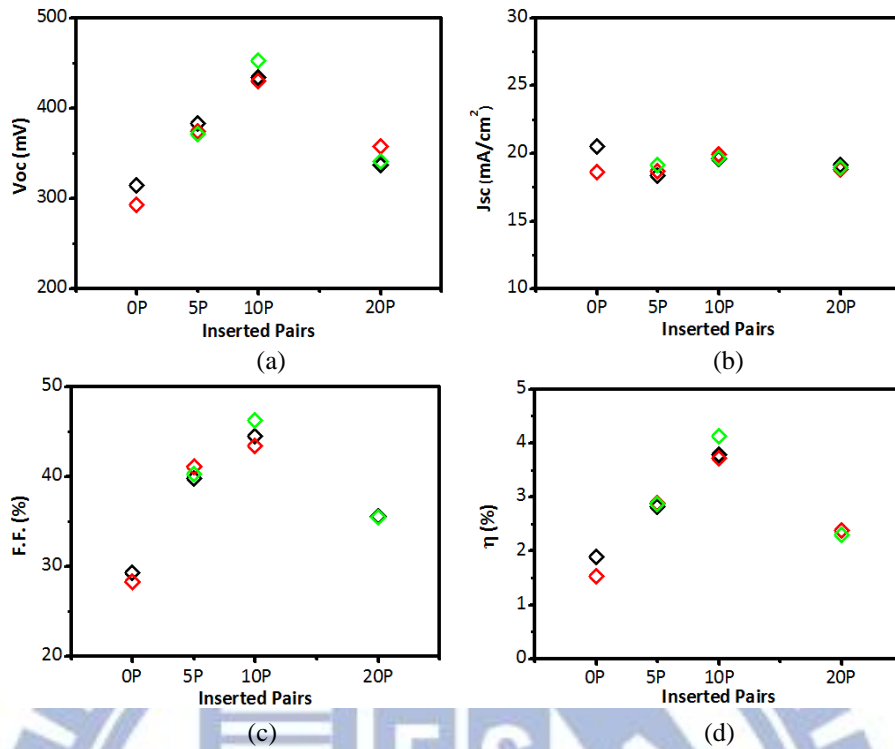 500
400
300
200
Voc (mV)
0P 5P 10P 20P
Inserted Pairs
(a)
30
25
20
15
10
Jsc (mA/cm²)
0P 5P 10P 20P
Inserted Pairs
(b)
50
40
30
20
F.F. (%)
0P 5P 10P 20P
Inserted Pairs
(c)
5
4
3
2
1
0
η (%)
0P 5P 10P 20P
Inserted Pairs
(d)